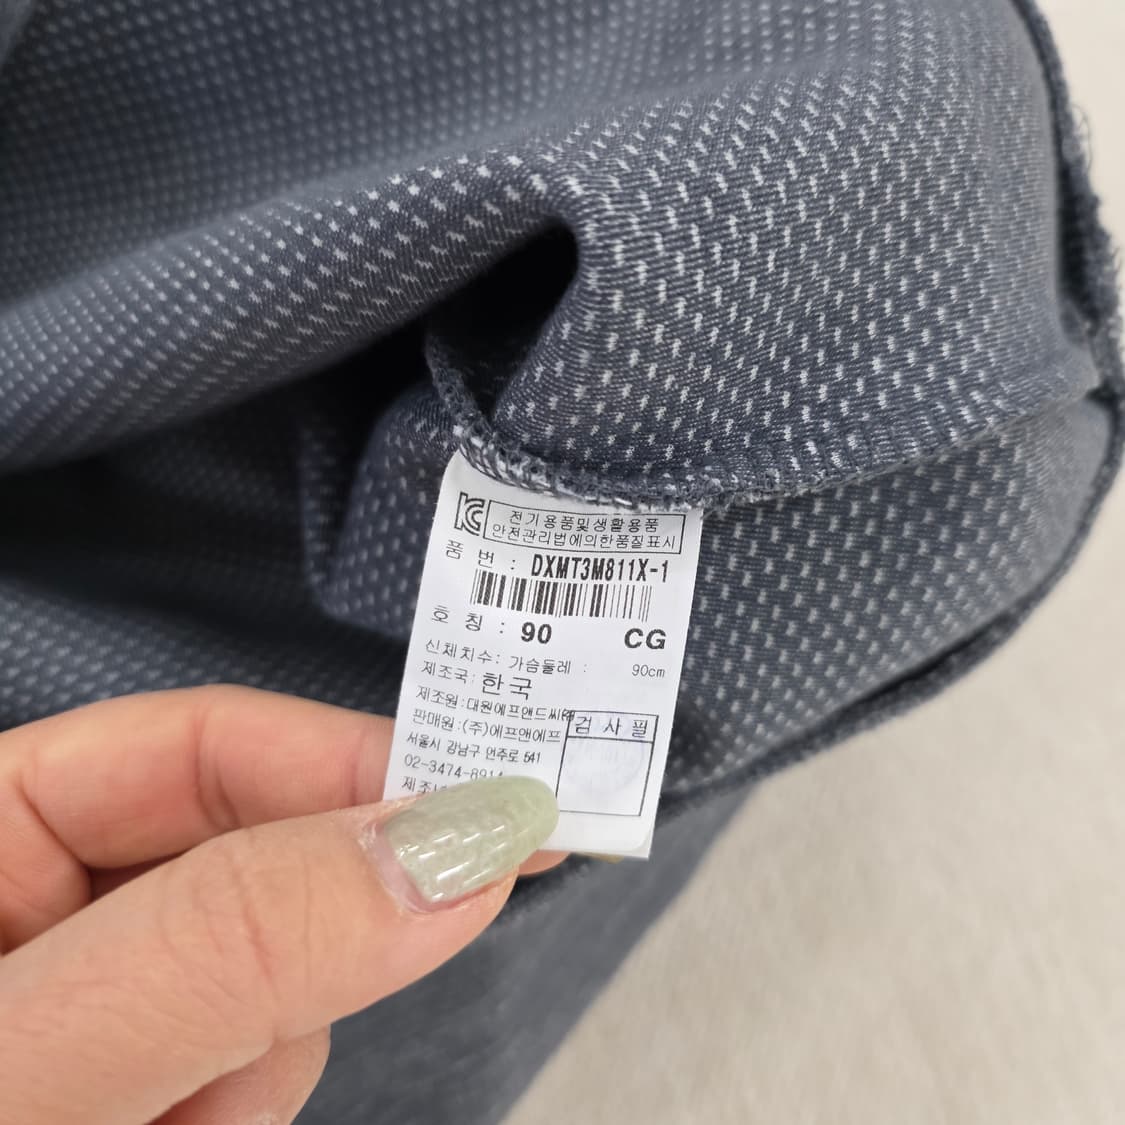 KC 전기용품및생활용품
안전관리법에의한품질표시
품 번 : DXMT3M811X-1
호 칭 : 90 CG
신체치수: 가슴둘레 : 90cm
제조국: 한국
제조원:대원에프앤드씨㈜
판매원:(주)에프앤에프
서울시 강남구 언주로 541
02-3474-8914
검 사 필